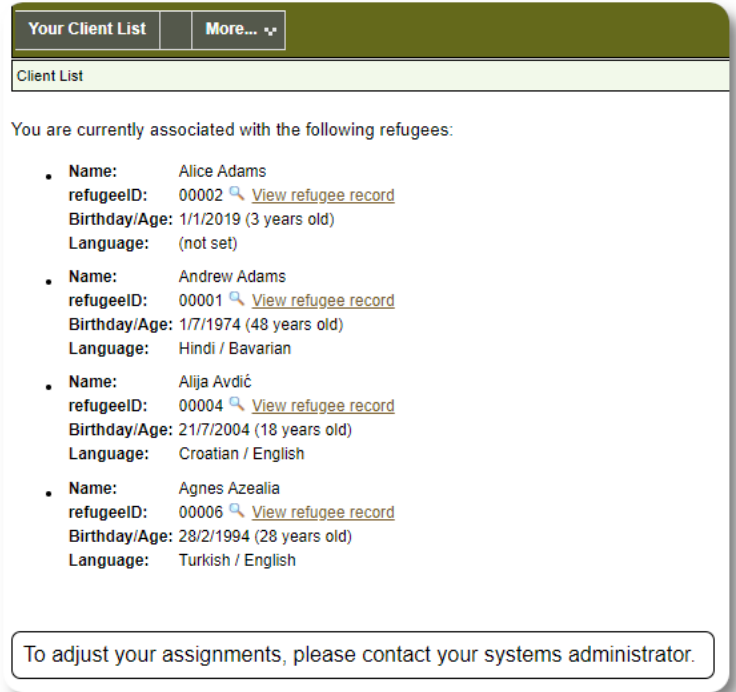 Your Client List More...
Client List
You are currently associated with the following refugees:
Name: Alice Adams
refugeeID: 00002 View refugee record
Birthday/Age: 1/1/2019 (3 years old)
Language: (not set)
Name: Andrew Adams
refugeeID: 00001 View refugee record
Birthday/Age: 1/7/1974 (48 years old)
Language: Hindi / Bavarian
Name: Alija Avdić
refugeeID: 00004 View refugee record
Birthday/Age: 21/7/2004 (18 years old)
Language: Croatian / English
Name: Agnes Azealia
refugeeID: 00006 View refugee record
Birthday/Age: 28/2/1994 (28 years old)
Language: Turkish / English
To adjust your assignments, please contact your systems administrator.